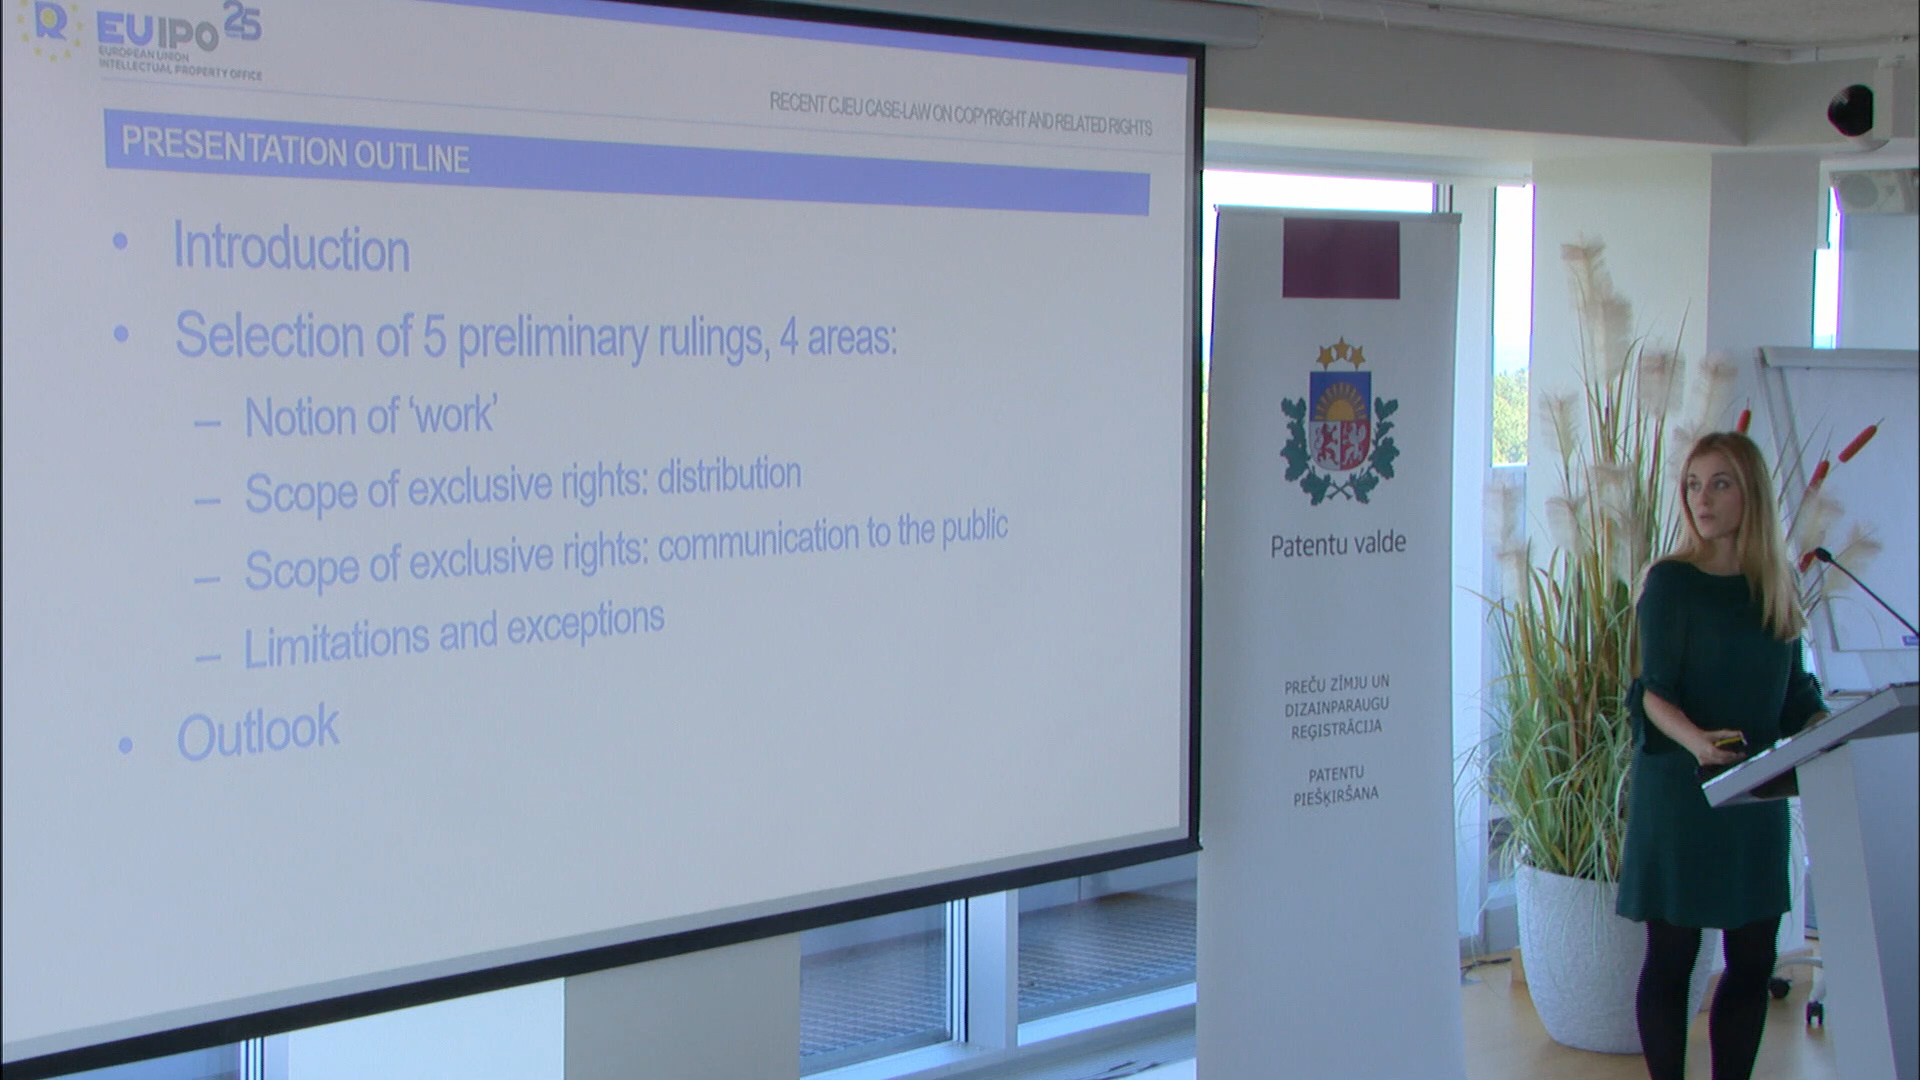 R
EUIPO 25
EUROPEAN UNION
INTELLECTUAL PROPERTY OFFICE
RECENT CJEU CASE-LAW ON COPYRIGHT AND RELATED RIGHTS
PRESENTATION OUTLINE
• Introduction
• Selection of 5 preliminary rulings, 4 areas:
– Notion of ‘work’
– Scope of exclusive rights: distribution
– Scope of exclusive rights: communication to the public
– Limitations and exceptions
• Outlook
Patentu valde
PREČU ZĪMJU UN
DIZAINPARAUGU
REĢISTRĀCIJA
PATENTU
PIEŠĶIRŠANA